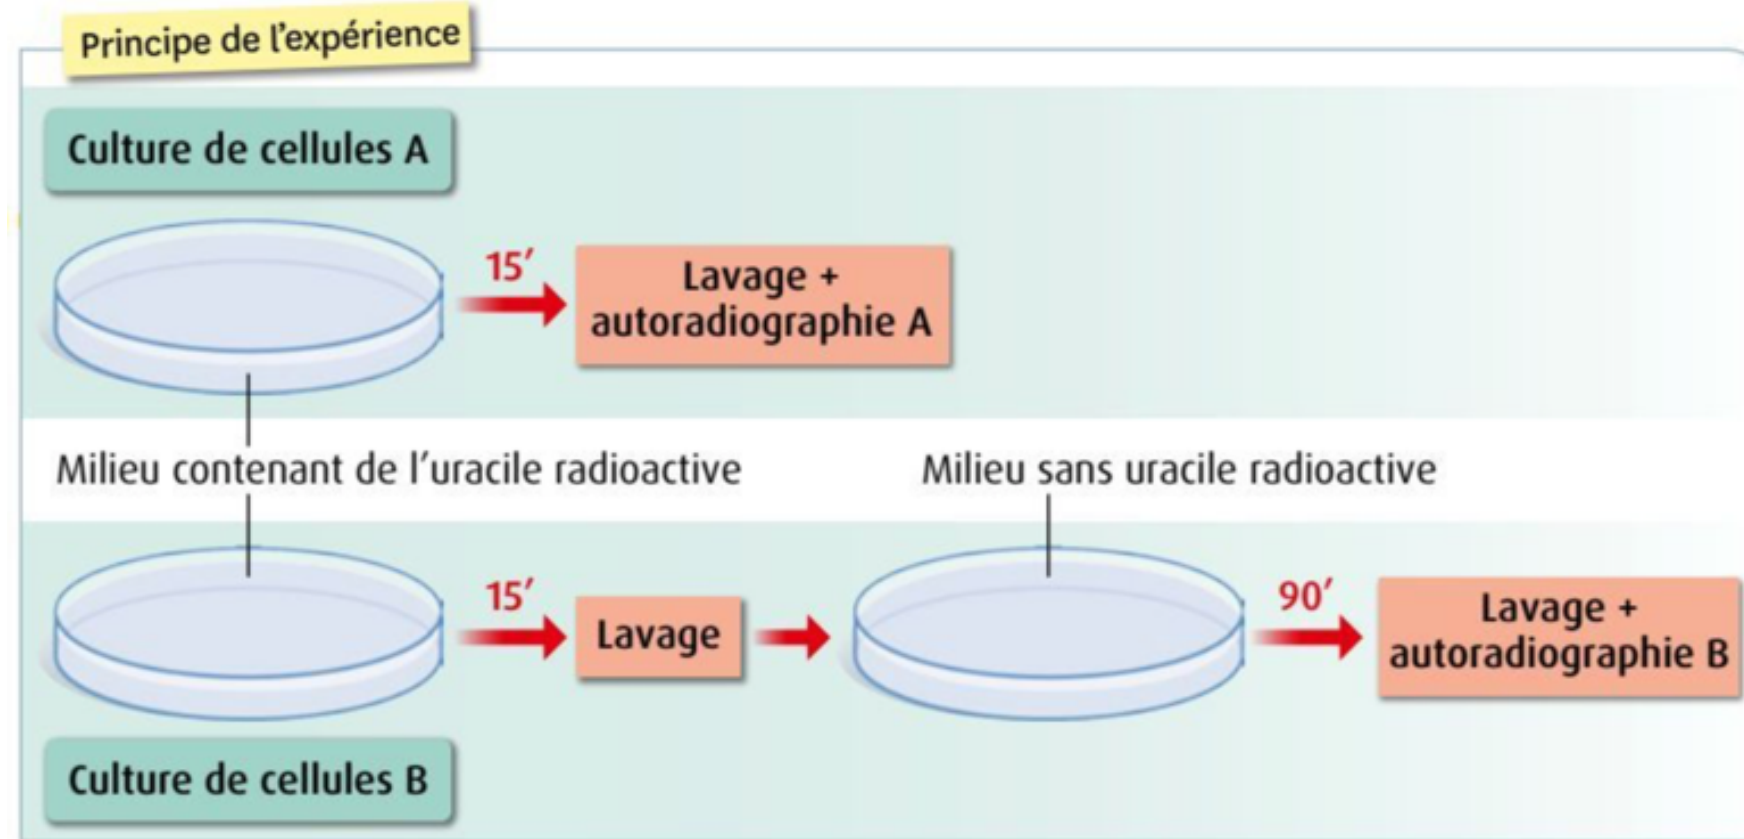 Principe de l'expérience
Culture de cellules A
15′
Lavage +
autoradiographie A
Milieu contenant de l'uracile radioactive
Milieu sans uracile radioactive
15′
Lavage
90′
Lavage +
autoradiographie B
Culture de cellules B